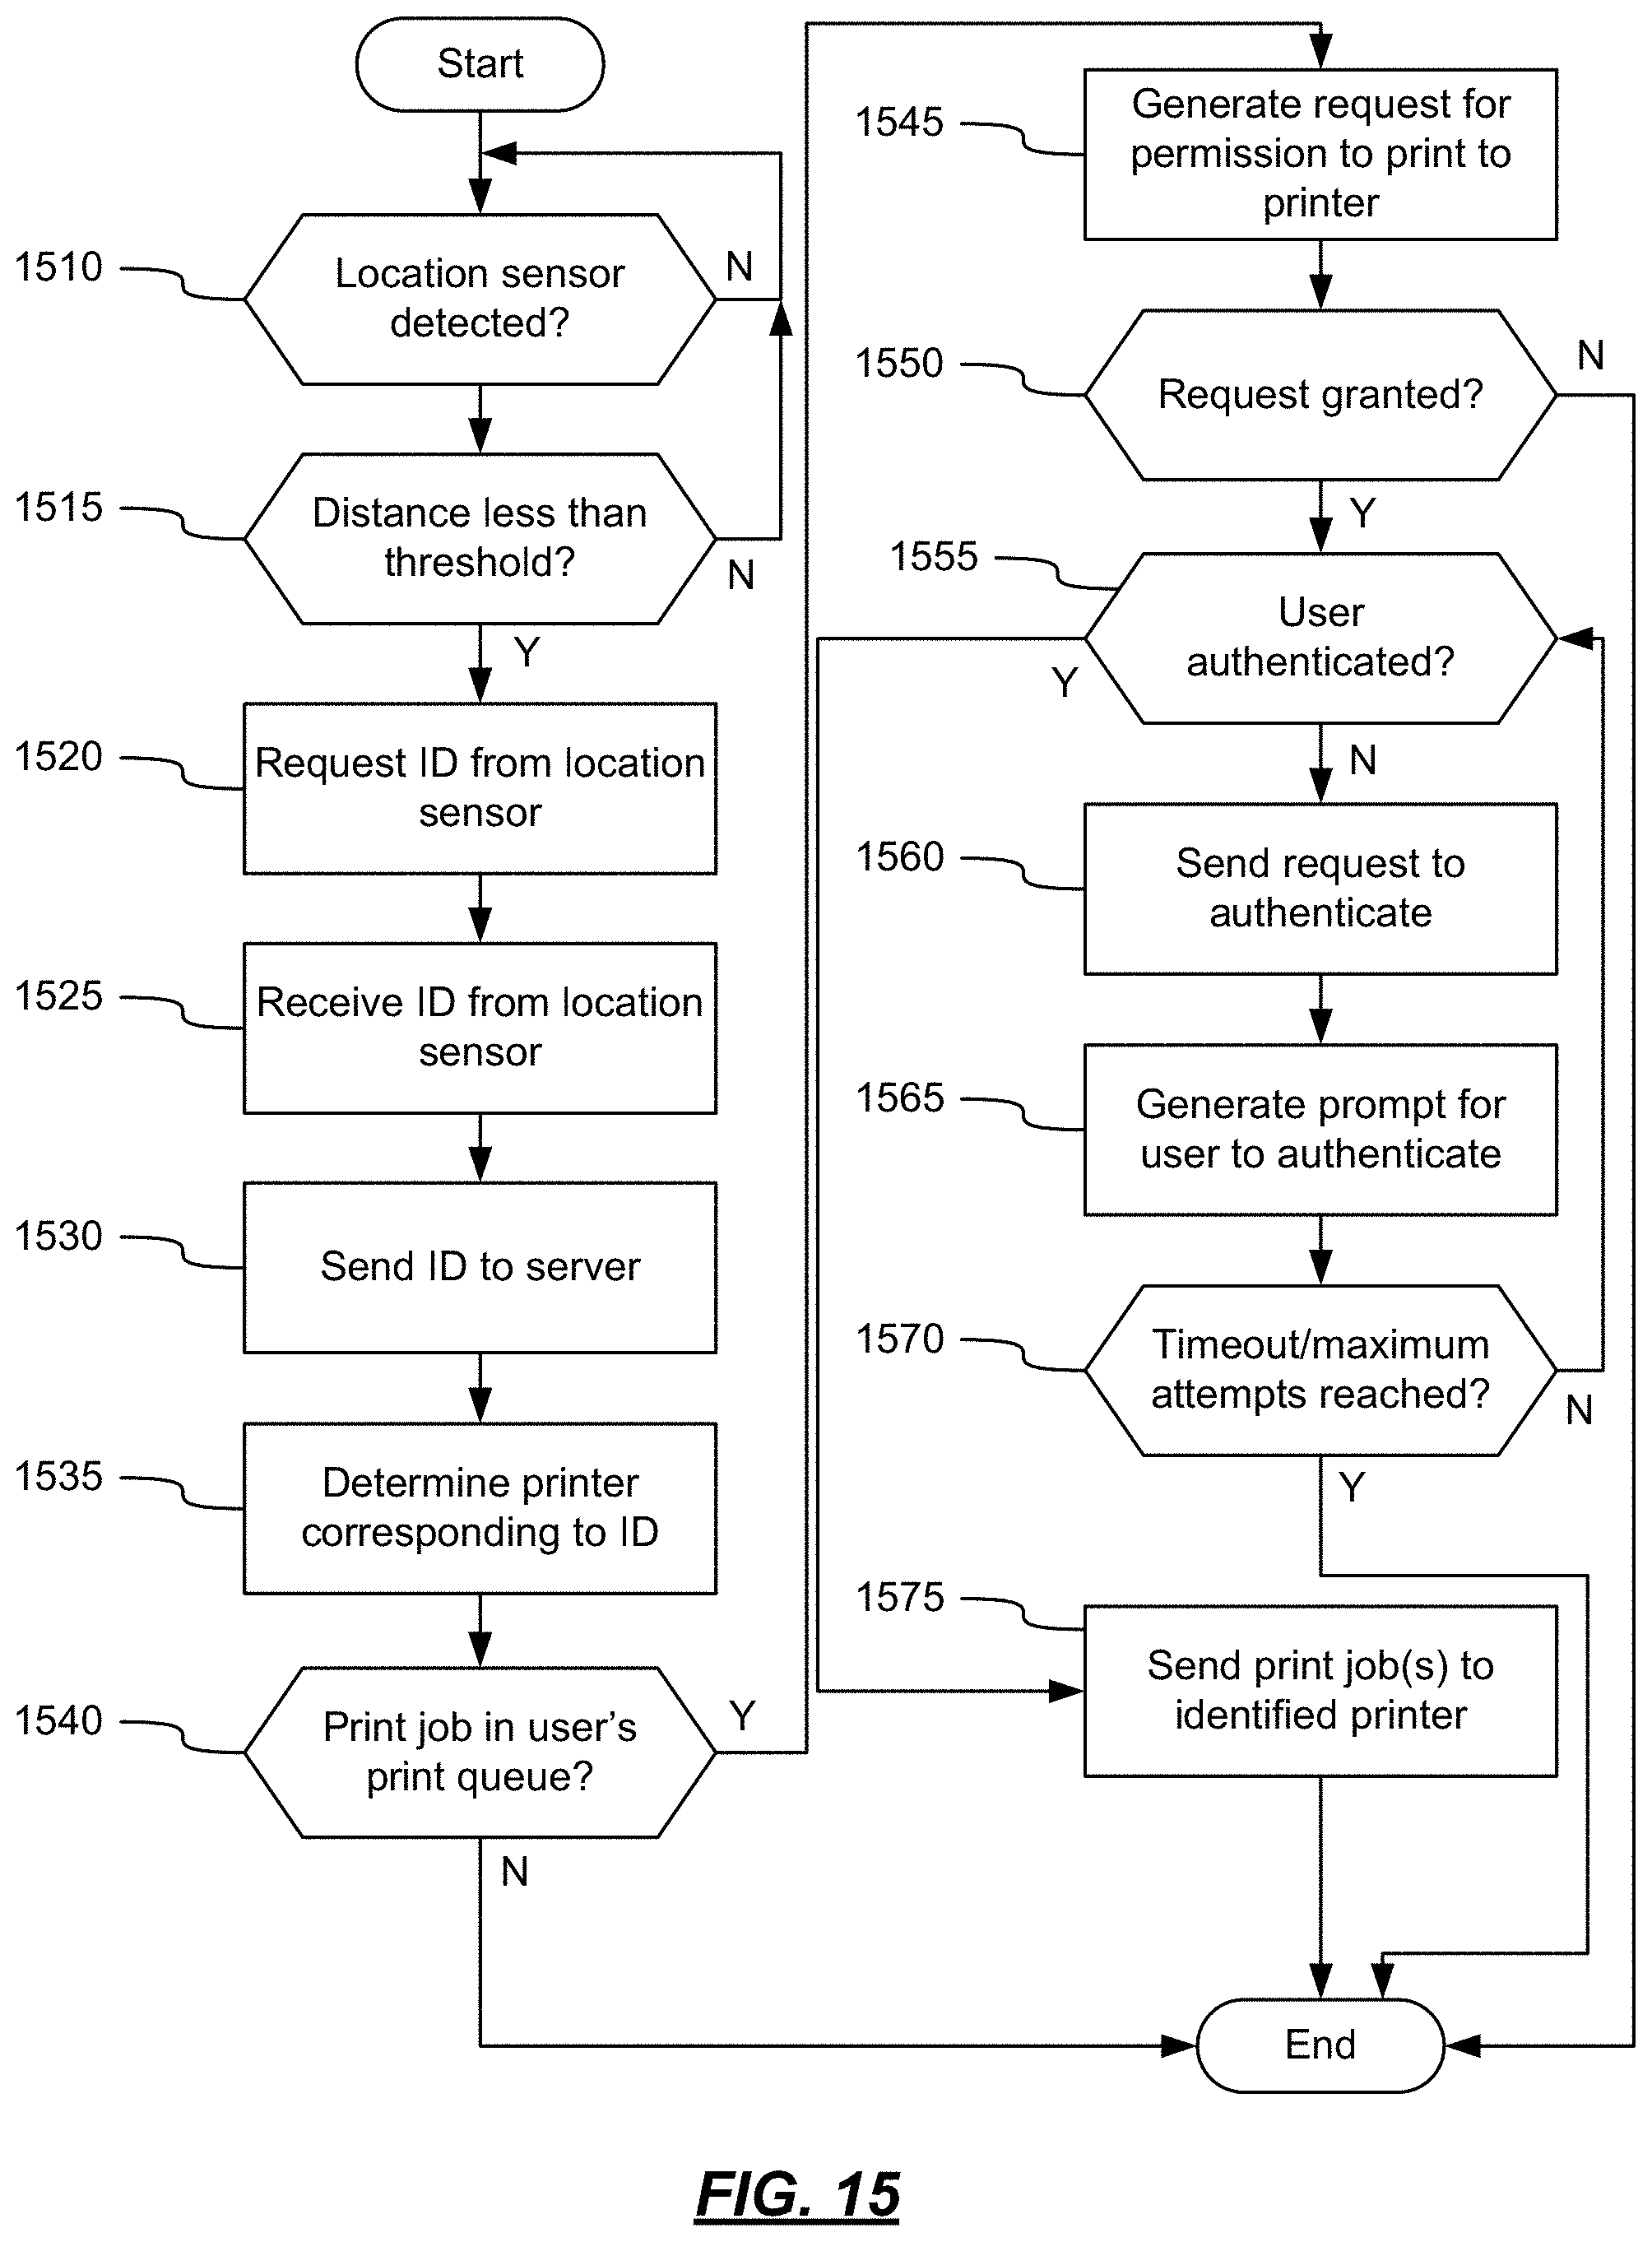 Start
1510
Location sensor
detected?
N
1515
Distance less than
threshold?
N
Y
1520
Request ID from location
sensor
1525
Receive ID from location
sensor
1530
Send ID to server
1535
Determine printer
corresponding to ID
1540
Print job in user’s
print queue?
Y
N
1545
Generate request for
permission to print to
printer
1550
Request granted?
N
Y
1555
User
authenticated?
Y
N
1560
Send request to
authenticate
1565
Generate prompt for
user to authenticate
1570
Timeout/maximum
attempts reached?
N
Y
1575
Send print job(s) to
identified printer
End
FIG. 15